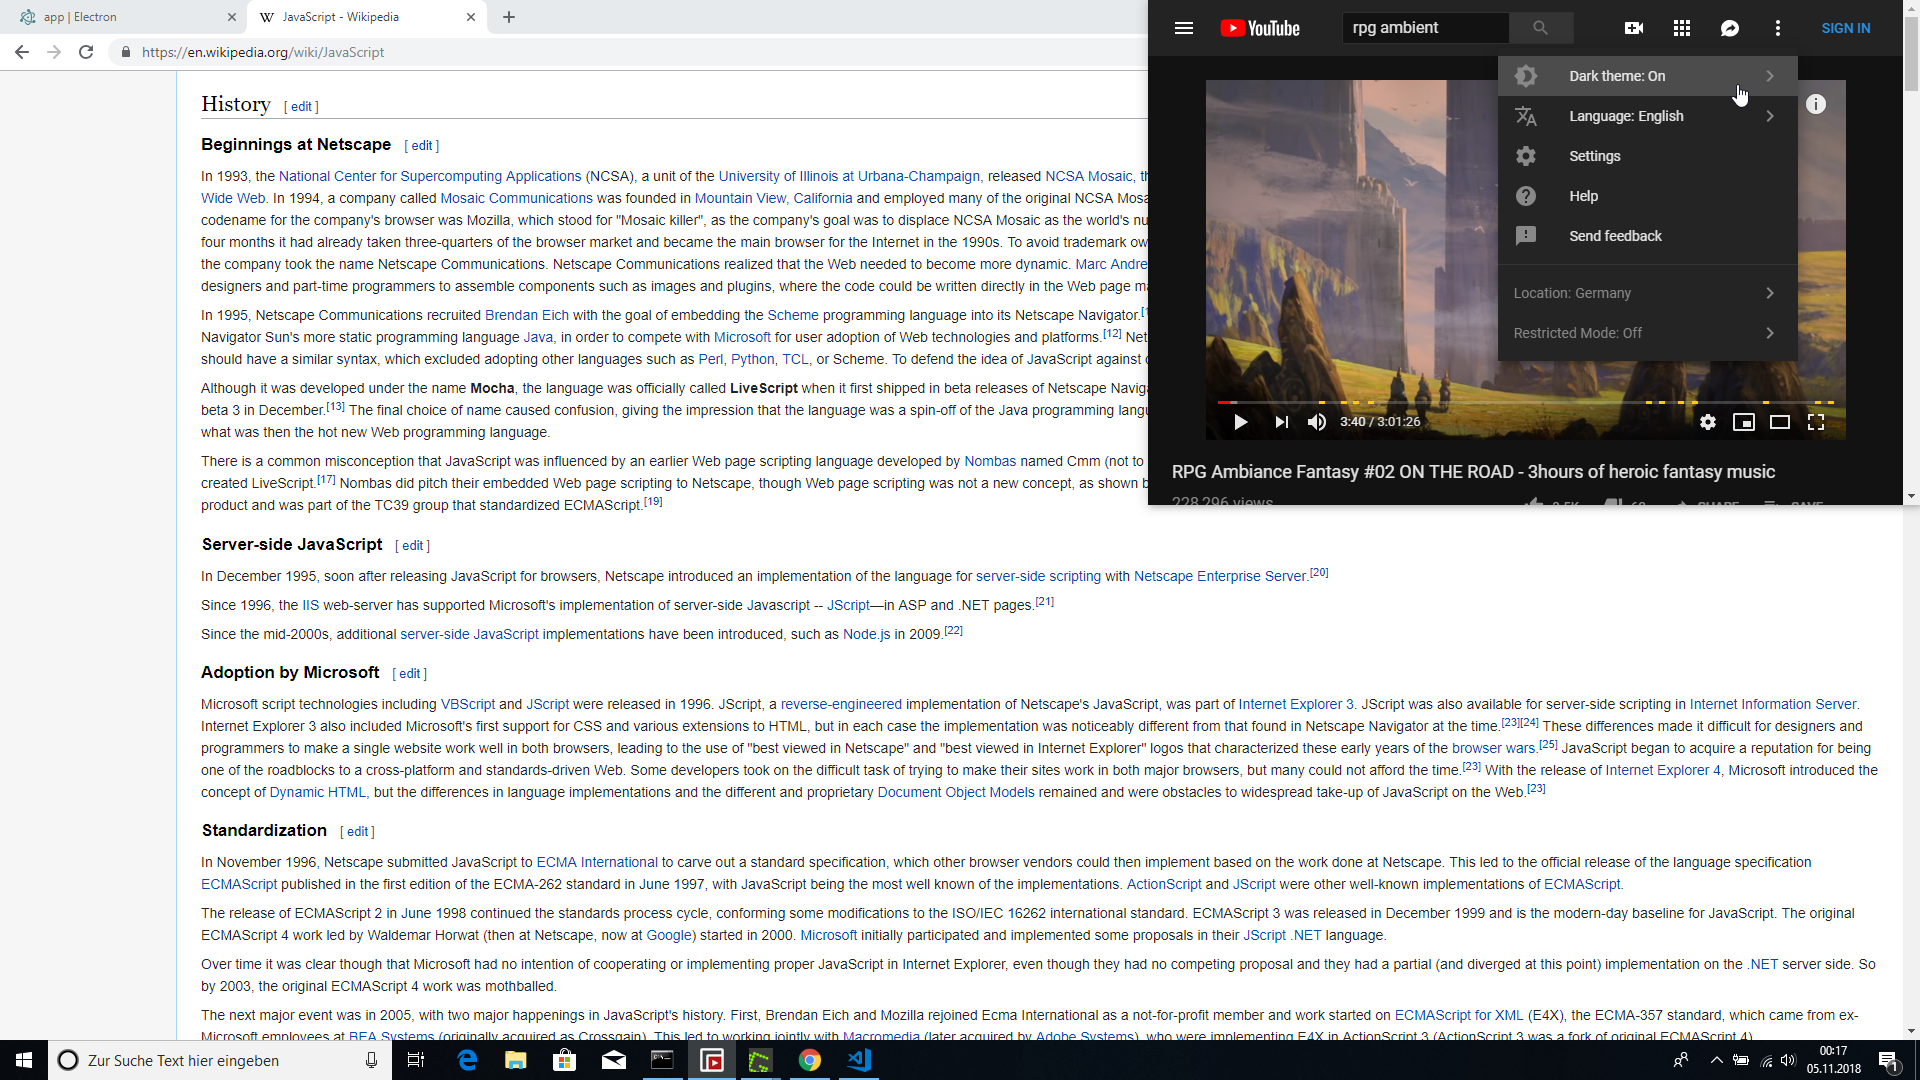 app | Electron
JavaScript - Wikipedia
https://en.wikipedia.org/wiki/JavaScript
History [ edit ]
Beginnings at Netscape [ edit ]
In 1993, the National Center for Supercomputing Applications (NCSA), a unit of the University of Illinois at Urbana-Champaign, released NCSA Mosaic, th
Wide Web. In 1994, a company called Mosaic Communications was founded in Mountain View, California and employed many of the original NCSA Mosa
codename for the company's browser was Mozilla, which stood for "Mosaic killer", as the company's goal was to displace NCSA Mosaic as the world's nu
four months it had already taken three-quarters of the browser market and became the main browser for the Internet in the 1990s. To avoid trademark ow
the company took the name Netscape Communications. Netscape Communications realized that the Web needed to become more dynamic. Marc Andre
designers and part-time programmers to assemble components such as images and plugins, where the code could be written directly in the Web page ma
In 1995, Netscape Communications recruited Brendan Eich with the goal of embedding the Scheme programming language into its Netscape Navigator.
Navigator Sun's more static programming language Java, in order to compete with Microsoft for user adoption of Web technologies and platforms.[12] Net
should have a similar syntax, which excluded adopting other languages such as Perl, Python, TCL, or Scheme. To defend the idea of JavaScript against
Although it was developed under the name Mocha, the language was officially called LiveScript when it first shipped in beta releases of Netscape Naviga
beta 3 in December.[13] The final choice of name caused confusion, giving the impression that the language was a spin-off of the Java programming langu
what was then the hot new Web programming language.
There is a common misconception that JavaScript was influenced by an earlier Web page scripting language developed by Nombas named Cmm (not to
created LiveScript.[17] Nombas did pitch their embedded Web page scripting to Netscape, though Web page scripting was not a new concept, as shown b
product and was part of the TC39 group that standardized ECMAScript.[19]
Server-side JavaScript [ edit ]
In December 1995, soon after releasing JavaScript for browsers, Netscape introduced an implementation of the language for server-side scripting with Netscape Enterprise Server.[20]
Since 1996, the IIS web-server has supported Microsoft's implementation of server-side Javascript -- JScript—in ASP and .NET pages.[21]
Since the mid-2000s, additional server-side JavaScript implementations have been introduced, such as Node.js in 2009.[22]
Adoption by Microsoft [ edit ]
Microsoft script technologies including VBScript and JScript were released in 1996. JScript, a reverse-engineered implementation of Netscape's JavaScript, was part of Internet Explorer 3. JScript was also available for server-side scripting in Internet Information Server.
Internet Explorer 3 also included Microsoft's first support for CSS and various extensions to HTML, but in each case the implementation was noticeably different from that found in Netscape Navigator at the time.[23][24] These differences made it difficult for designers and
programmers to make a single website work well in both browsers, leading to the use of "best viewed in Netscape" and "best viewed in Internet Explorer" logos that characterized these early years of the browser wars.[25] JavaScript began to acquire a reputation for being
one of the roadblocks to a cross-platform and standards-driven Web. Some developers took on the difficult task of trying to make their sites work in both major browsers, but many could not afford the time.[23] With the release of Internet Explorer 4, Microsoft introduced the
concept of Dynamic HTML, but the differences in language implementations and the different and proprietary Document Object Models remained and were obstacles to widespread take-up of JavaScript on the Web.[23]
Standardization [ edit ]
In November 1996, Netscape submitted JavaScript to ECMA International to carve out a standard specification, which other browser vendors could then implement based on the work done at Netscape. This led to the official release of the language specification
ECMAScript published in the first edition of the ECMA-262 standard in June 1997, with JavaScript being the most well known of the implementations. ActionScript and JScript were other well-known implementations of ECMAScript.
The release of ECMAScript 2 in June 1998 continued the standards process cycle, conforming some modifications to the ISO/IEC 16262 international standard. ECMAScript 3 was released in December 1999 and is the modern-day baseline for JavaScript. The original
ECMAScript 4 work led by Waldemar Horwat (then at Netscape, now at Google) started in 2000. Microsoft initially participated and implemented some proposals in their JScript .NET language.
Over time it was clear though that Microsoft had no intention of cooperating or implementing proper JavaScript in Internet Explorer, even though they had no competing proposal and they had a partial (and diverged at this point) implementation on the .NET server side. So
by 2003, the original ECMAScript 4 work was mothballed.
The next major event was in 2005, with two major happenings in JavaScript's history. First, Brendan Eich and Mozilla rejoined Ecma International as a not-for-profit member and work started on ECMAScript for XML (E4X), the ECMA-357 standard, which came from ex-
Microsoft employees at BEA Systems (originally acquired as Crossgain). This led to working jointly with Macromedia (later acquired by Adobe Systems), who were implementing E4X in ActionScript 3 (ActionScript 3 was a fork of original ECMAScript 4).
YouTube
rpg ambient
SIGN IN
Dark theme: On
Language: English
Settings
Help
Send feedback
Location: Germany
Restricted Mode: Off
3:40 / 3:01:26
RPG Ambiance Fantasy #02 ON THE ROAD - 3hours of heroic fantasy music
228,296 views
SHARE
SAVE
Zur Suche Text hier eingeben
00:17
05.11.2018
1